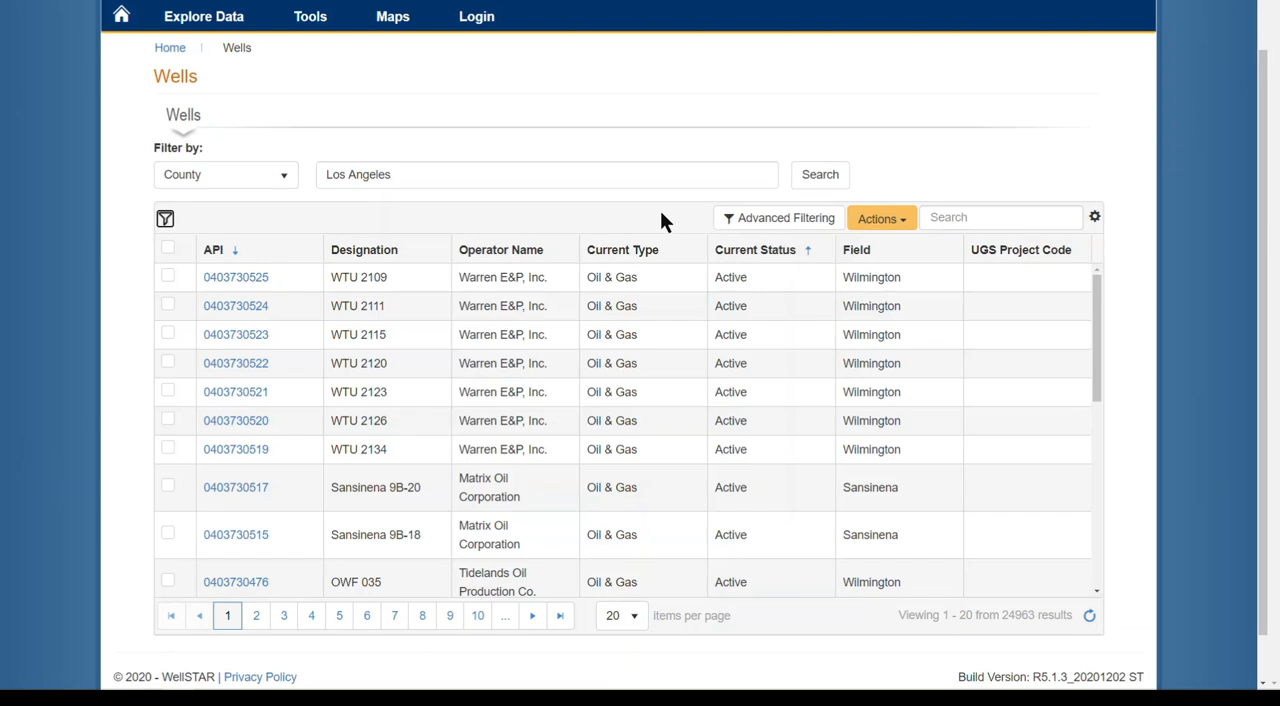 Explore Data Tools Maps Login
Home | Wells
Wells
Wells
Filter by:
County Los Angeles Search
Advanced Filtering Actions Search
API ↓ Designation Operator Name Current Type Current Status ↑ Field UGS Project Code
0403730525 WTU 2109 Warren E&P, Inc. Oil & Gas Active Wilmington
0403730524 WTU 2111 Warren E&P, Inc. Oil & Gas Active Wilmington
0403730523 WTU 2115 Warren E&P, Inc. Oil & Gas Active Wilmington
0403730522 WTU 2120 Warren E&P, Inc. Oil & Gas Active Wilmington
0403730521 WTU 2123 Warren E&P, Inc. Oil & Gas Active Wilmington
0403730520 WTU 2126 Warren E&P, Inc. Oil & Gas Active Wilmington
0403730519 WTU 2134 Warren E&P, Inc. Oil & Gas Active Wilmington
0403730517 Sansinena 9B-20 Matrix Oil Corporation Oil & Gas Active Sansinena
0403730515 Sansinena 9B-18 Matrix Oil Corporation Oil & Gas Active Sansinena
0403730476 OWF 035 Tidelands Oil Production Co. Oil & Gas Active Wilmington
1 2 3 4 5 6 7 8 9 10 ... 20 items per page Viewing 1 - 20 from 24963 results
© 2020 - WellSTAR | Privacy Policy Build Version: R5.1.3_20201202 ST